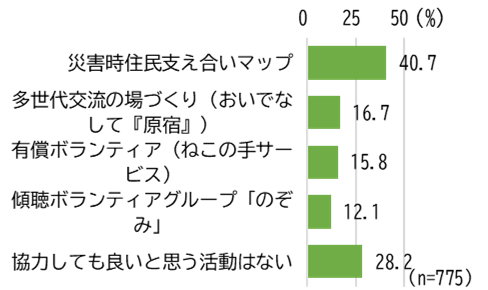 0 25 50 (%)
災害時住民支え合いマップ 40.7
多世代交流の場づくり（おいでな
して『原宿』） 16.7
有償ボランティア（ねこの手サー
ビス） 15.8
傾聴ボランティアグループ「のぞ
み」 12.1
協力しても良いと思う活動はない 28.2
(n=775)